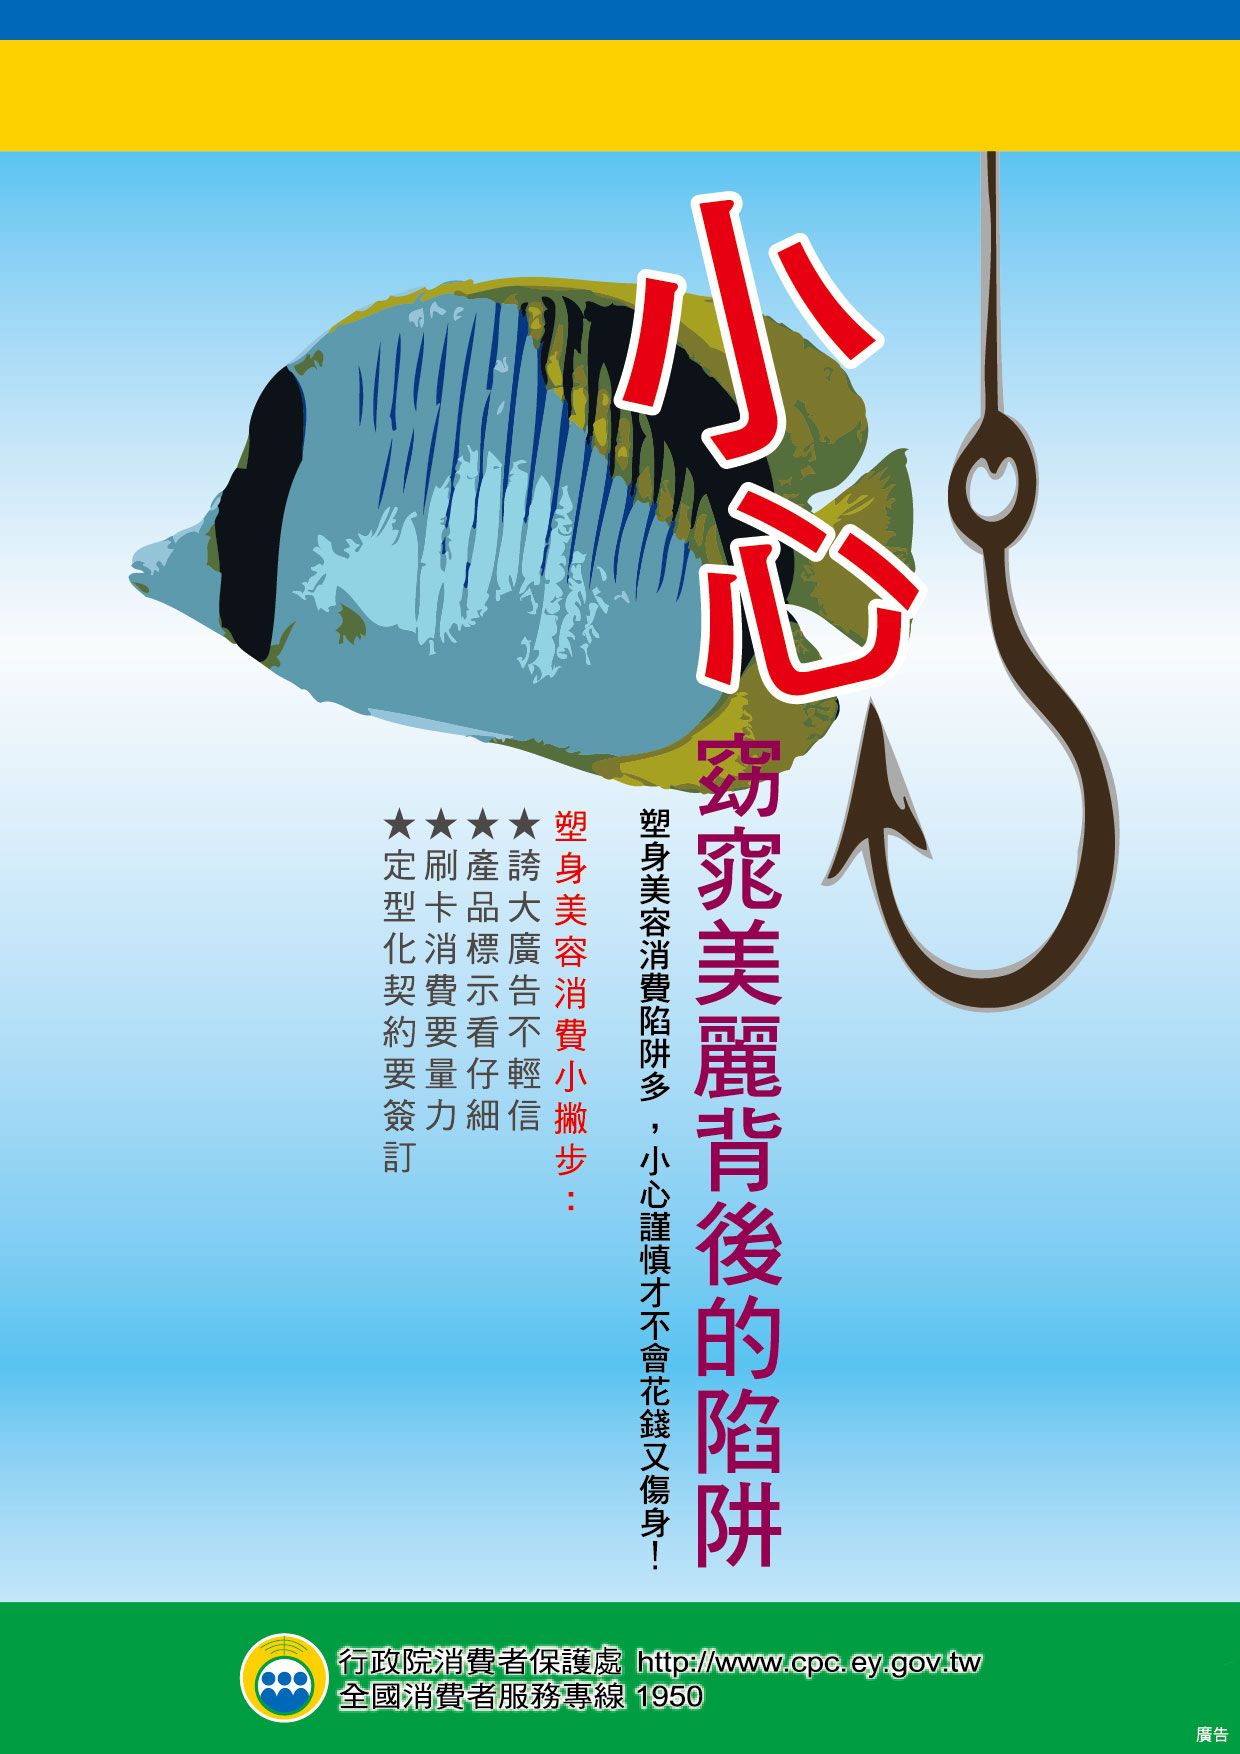 小心
窈窕美麗背後的陷阱
塑身美容消費陷阱多，小心謹慎才不會花錢又傷身！
塑身美容消費小撇步：
★誇大廣告不輕信
★產品標示看仔細
★刷卡消費要量力
★定型化契約要簽訂
行政院消費者保護處 http://www.cpc.ey.gov.tw
全國消費者服務專線 1950
廣告